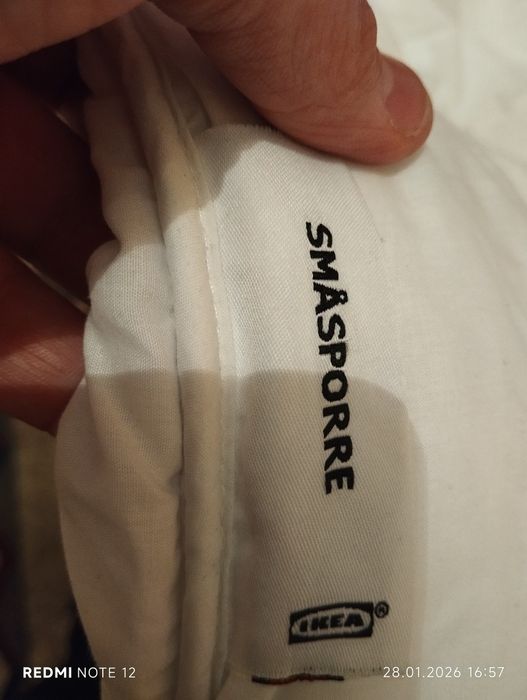 SMÅSPORRE
IKEA®
REDMI NOTE 12
28.01.2026 16:57